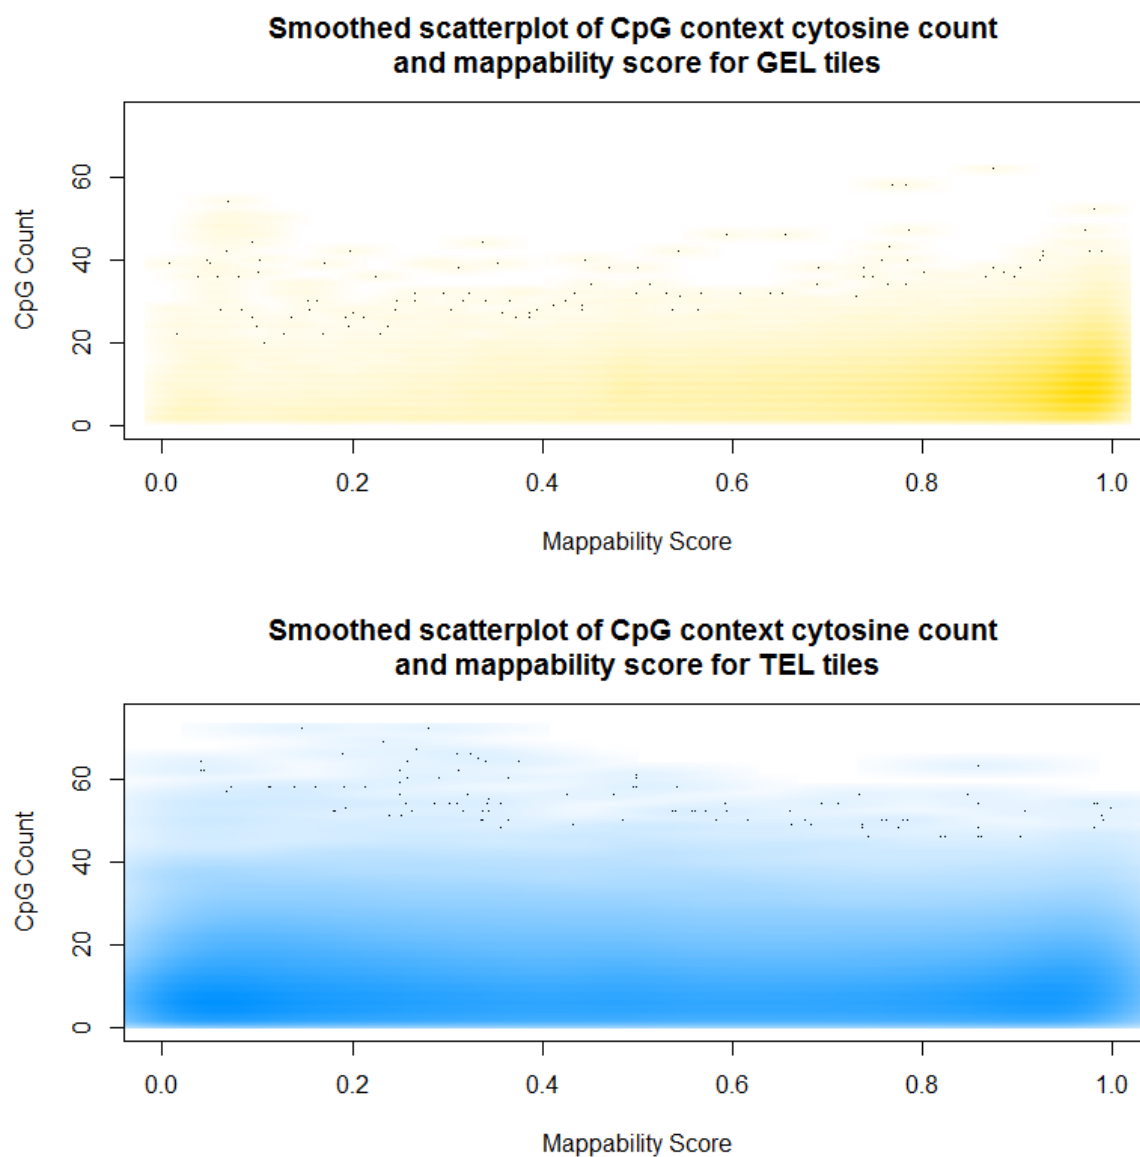 Smoothed scatterplot of CpG context cytosine count
and mappability score for GEL tiles
CpG Count
60
40
20
0
0.0 0.2 0.4 0.6 0.8 1.0
Mappability Score
Smoothed scatterplot of CpG context cytosine count
and mappability score for TEL tiles
CpG Count
60
40
20
0
0.0 0.2 0.4 0.6 0.8 1.0
Mappability Score